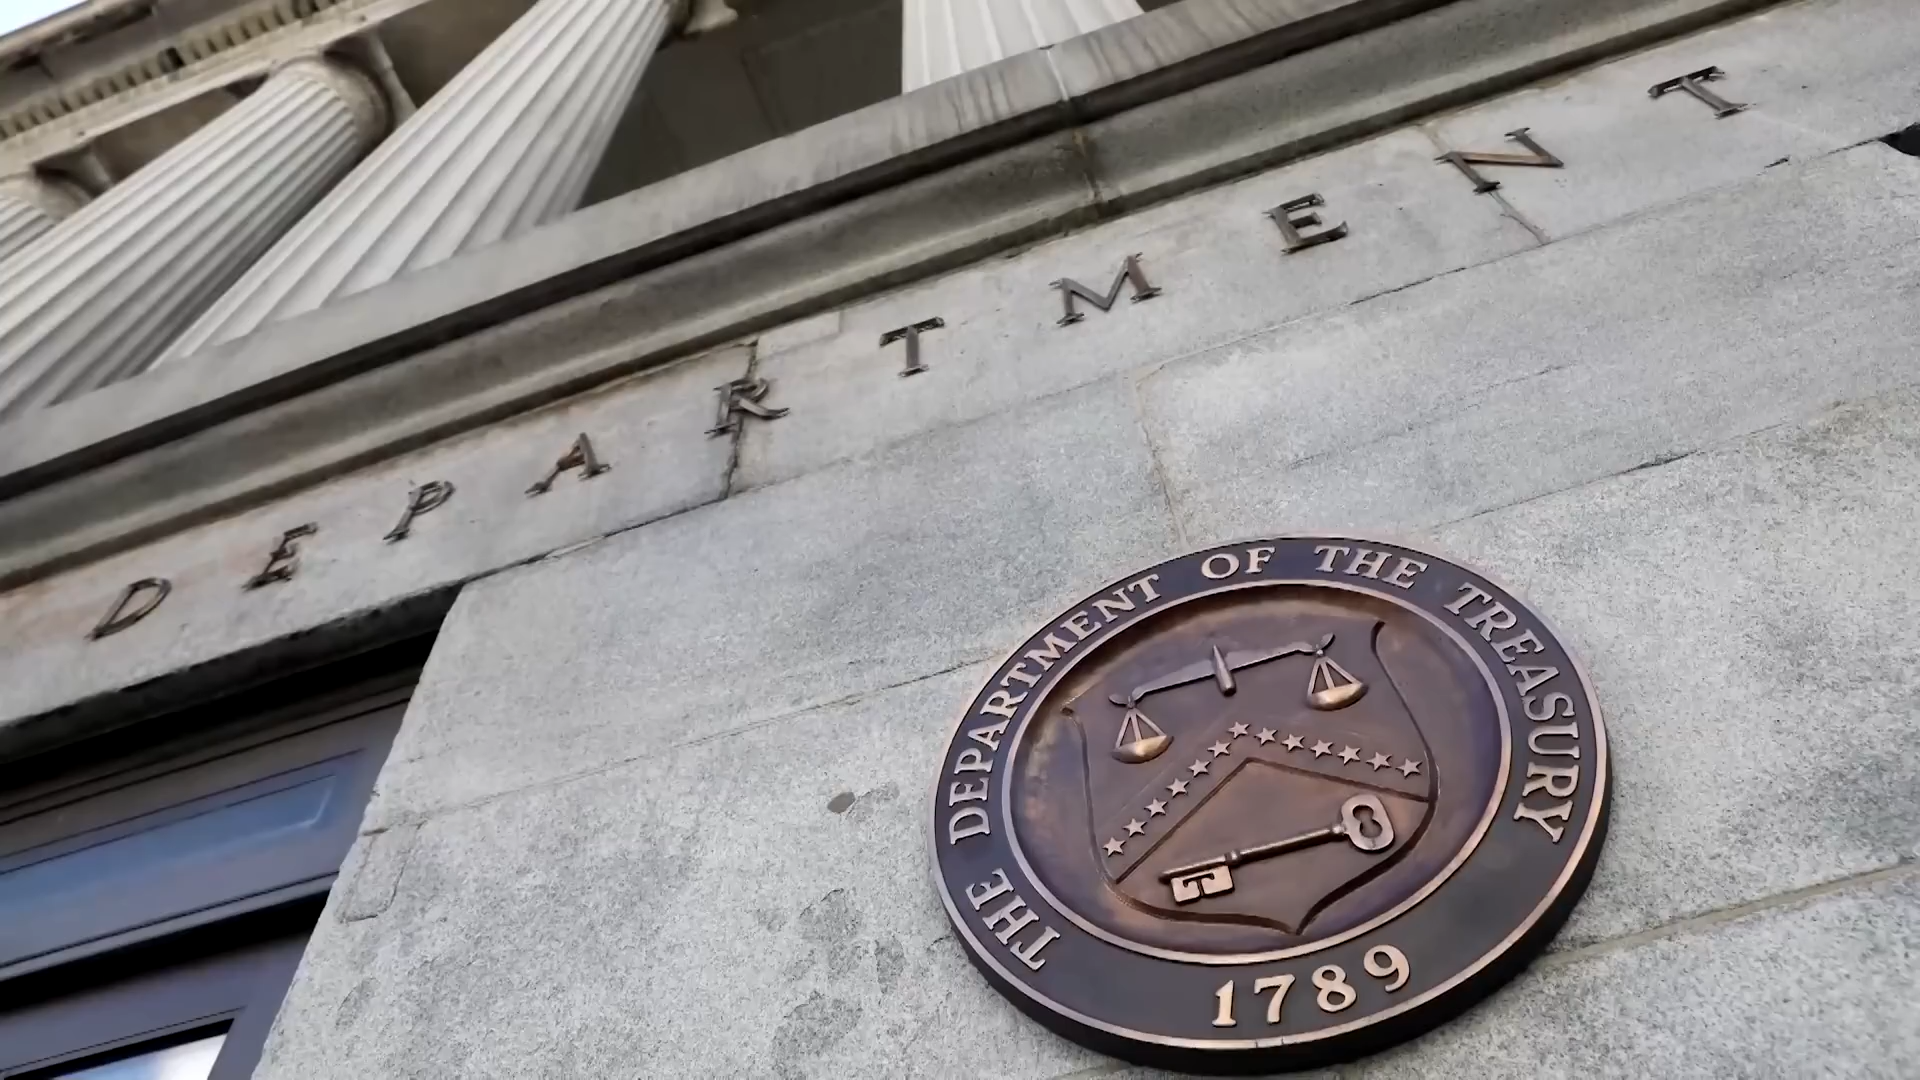 DEPARTMENT
THE DEPARTMENT OF THE TREASURY
1789